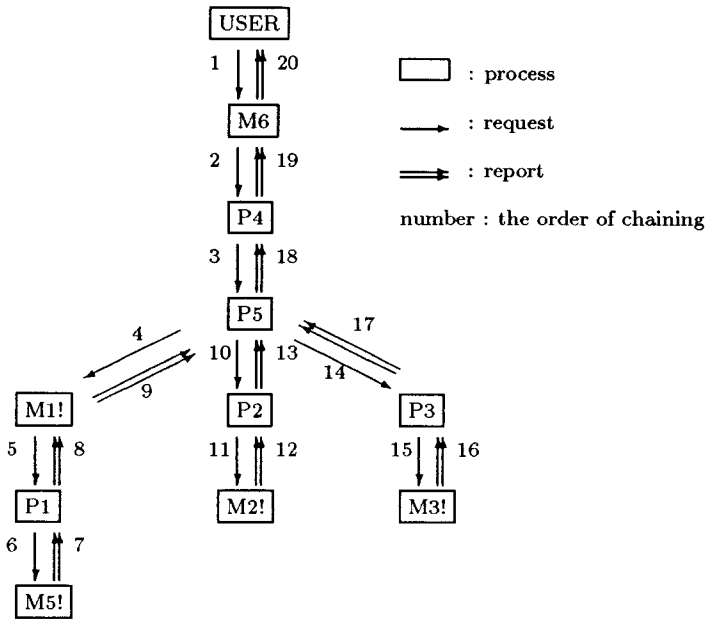 USER
1 20
: process
M6
: request
2 19
: report
P4
number : the order of chaining
3 18
P5
4 17
10 13
9 14
M1! P2 P3
5 8 11 12 15 16
P1 M2! M3!
6 7
M5!